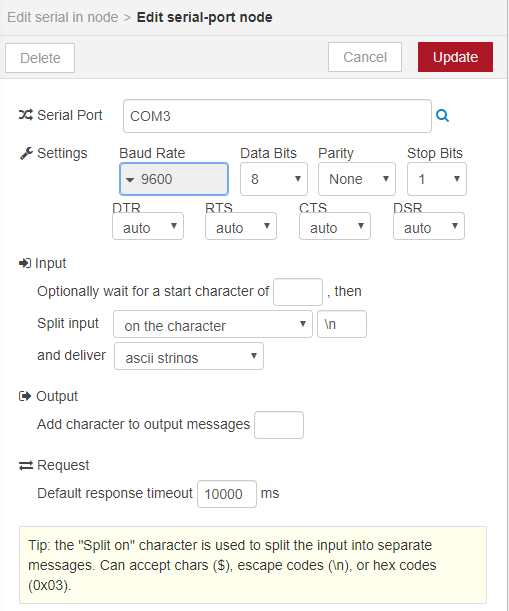 Edit serial in node > Edit serial-port node
Delete Cancel Update
Serial Port COM3
Settings Baud Rate Data Bits Parity Stop Bits
9600 8 None 1
DTR RTS CTS DSR
auto auto auto auto
Input
Optionally wait for a start character of , then
Split input on the character \n
and deliver ascii strings
Output
Add character to output messages
Request
Default response timeout 10000 ms
Tip: the "Split on" character is used to split the input into separate
messages. Can accept chars ($), escape codes (\n), or hex codes
(0x03).